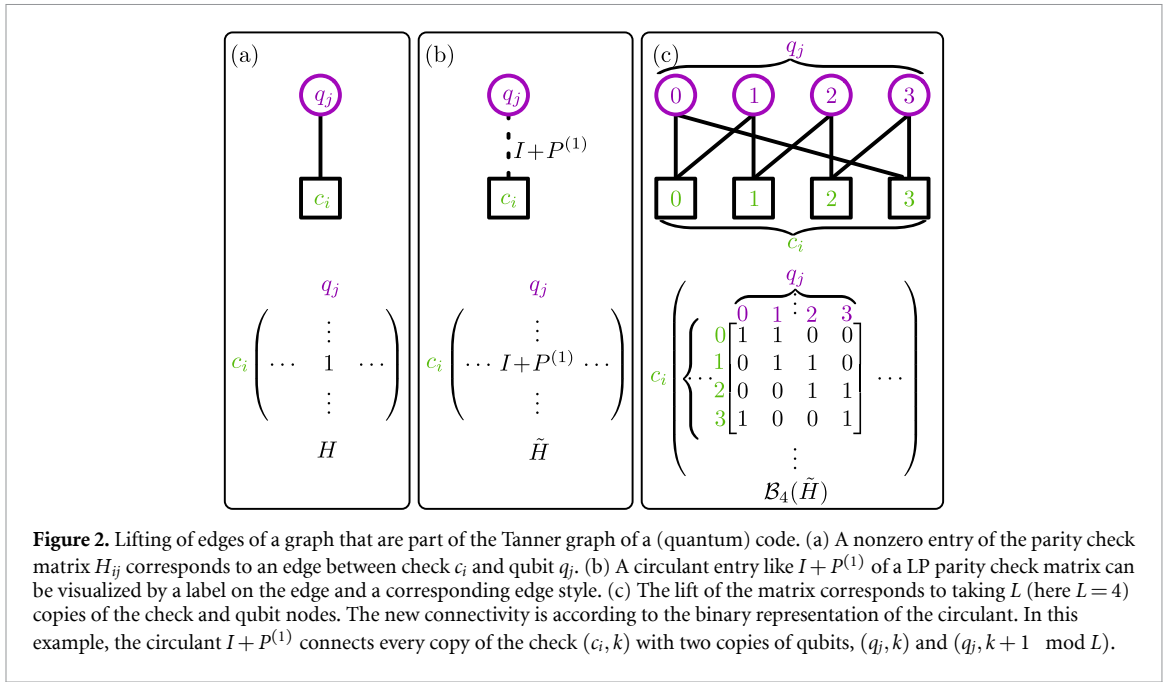 (a)
q_j
c_i
q_j
⋮
c_i ( ⋯ 1 ⋯ )
⋮
H
(b)
q_j
I+P^{(1)}
c_i
q_j
⋮
c_i ( ⋯ I+P^{(1)} ⋯ )
⋮
H̃
(c)
q_j
0 1 2 3
0 1 2 3
c_i
q_j
⋮
0 1 2 3
0 [ 1 1 0 0 ]
1 [ 0 1 1 0 ]
c_i ⋯ ⋯
2 [ 0 0 1 1 ]
3 [ 1 0 0 1 ]
⋮
ℬ_4(H̃)
Figure 2. Lifting of edges of a graph that are part of the Tanner graph of a (quantum) code. (a) A nonzero entry of the parity check
matrix H_{ij} corresponds to an edge between check c_i and qubit q_j. (b) A circulant entry like I + P^{(1)} of a LP parity check matrix can
be visualized by a label on the edge and a corresponding edge style. (c) The lift of the matrix corresponds to taking L (here L = 4)
copies of the check and qubit nodes. The new connectivity is according to the binary representation of the circulant. In this
example, the circulant I + P^{(1)} connects every copy of the check (c_i, k) with two copies of qubits, (q_j, k) and (q_j, k + 1 mod L).